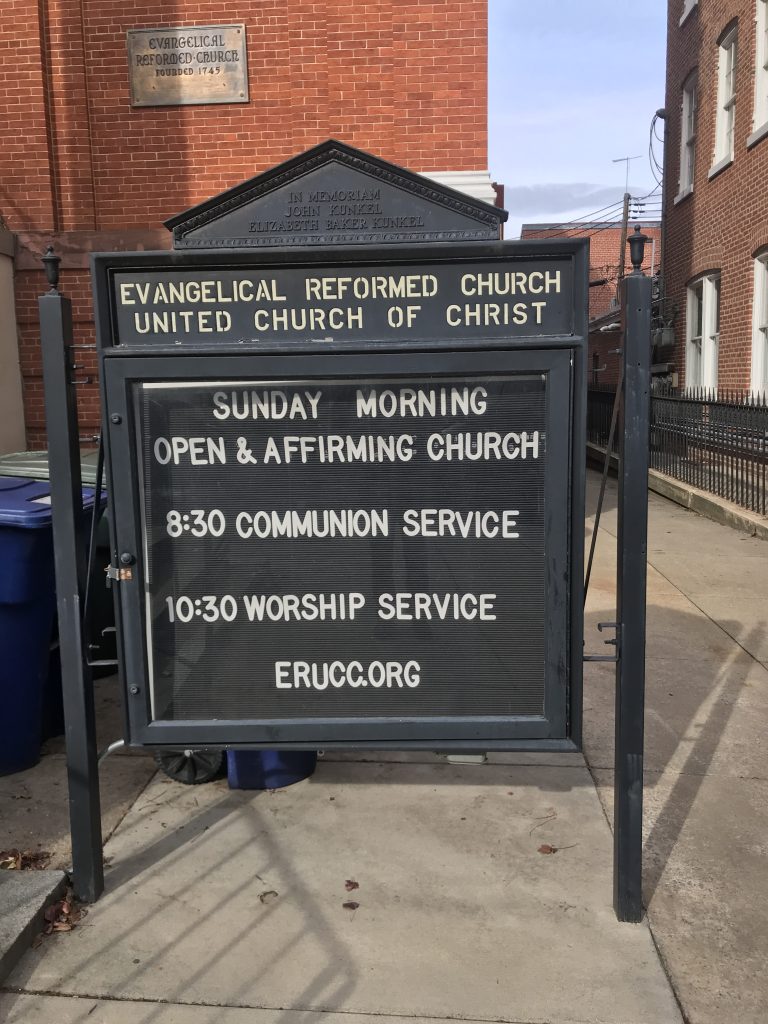 EVANGELICAL
REFORMED CHURCH
FOUNDED 1745
IN MEMORIAM
JOHN KUNKEL
ELIZABETH BAKER KUNKEL
EVANGELICAL REFORMED CHURCH
UNITED CHURCH OF CHRIST
SUNDAY MORNING
OPEN & AFFIRMING CHURCH
8:30 COMMUNION SERVICE
10:30 WORSHIP SERVICE
ERUCC.ORG